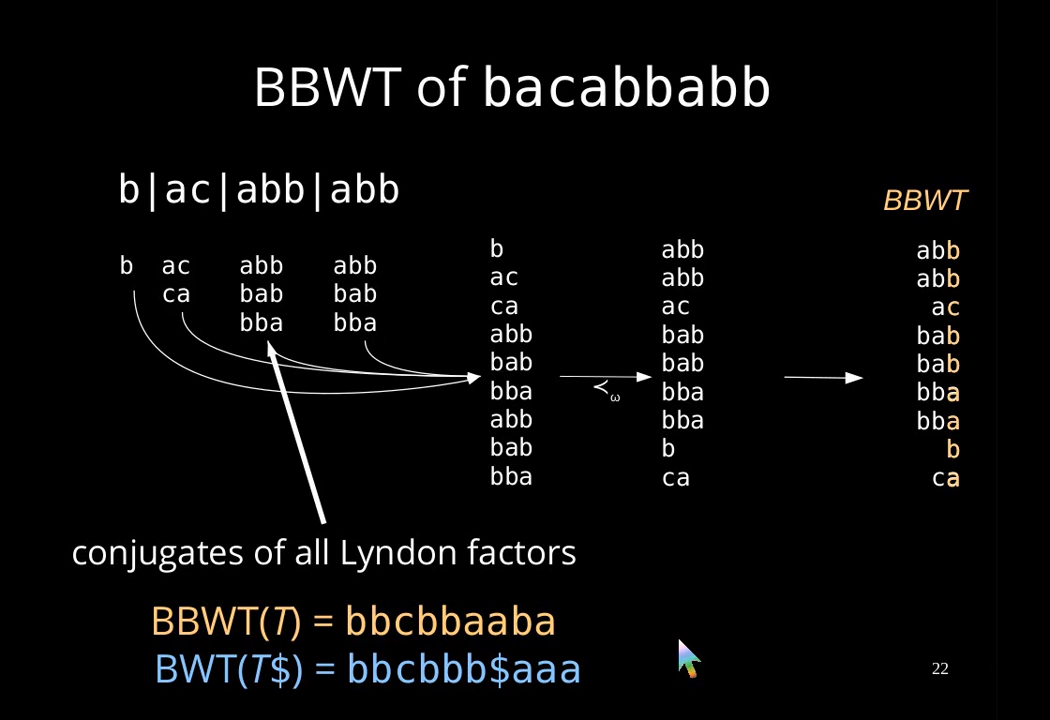 BBWT of bacabbabb
b|ac|abb|abb
BBWT
b ac abb abb
ca bab bab
bba bba
b
ac
ca
abb
bab
bba
abb
bab
bba
≺ω
abb
abb
ac
bab
bab
bba
bba
b
ca
abb
abb
ac
bab
bab
bba
bba
b
ca
conjugates of all Lyndon factors
BBWT(T) = bbcbbaaba
BWT(T$) = bbcbbb$aaa
22